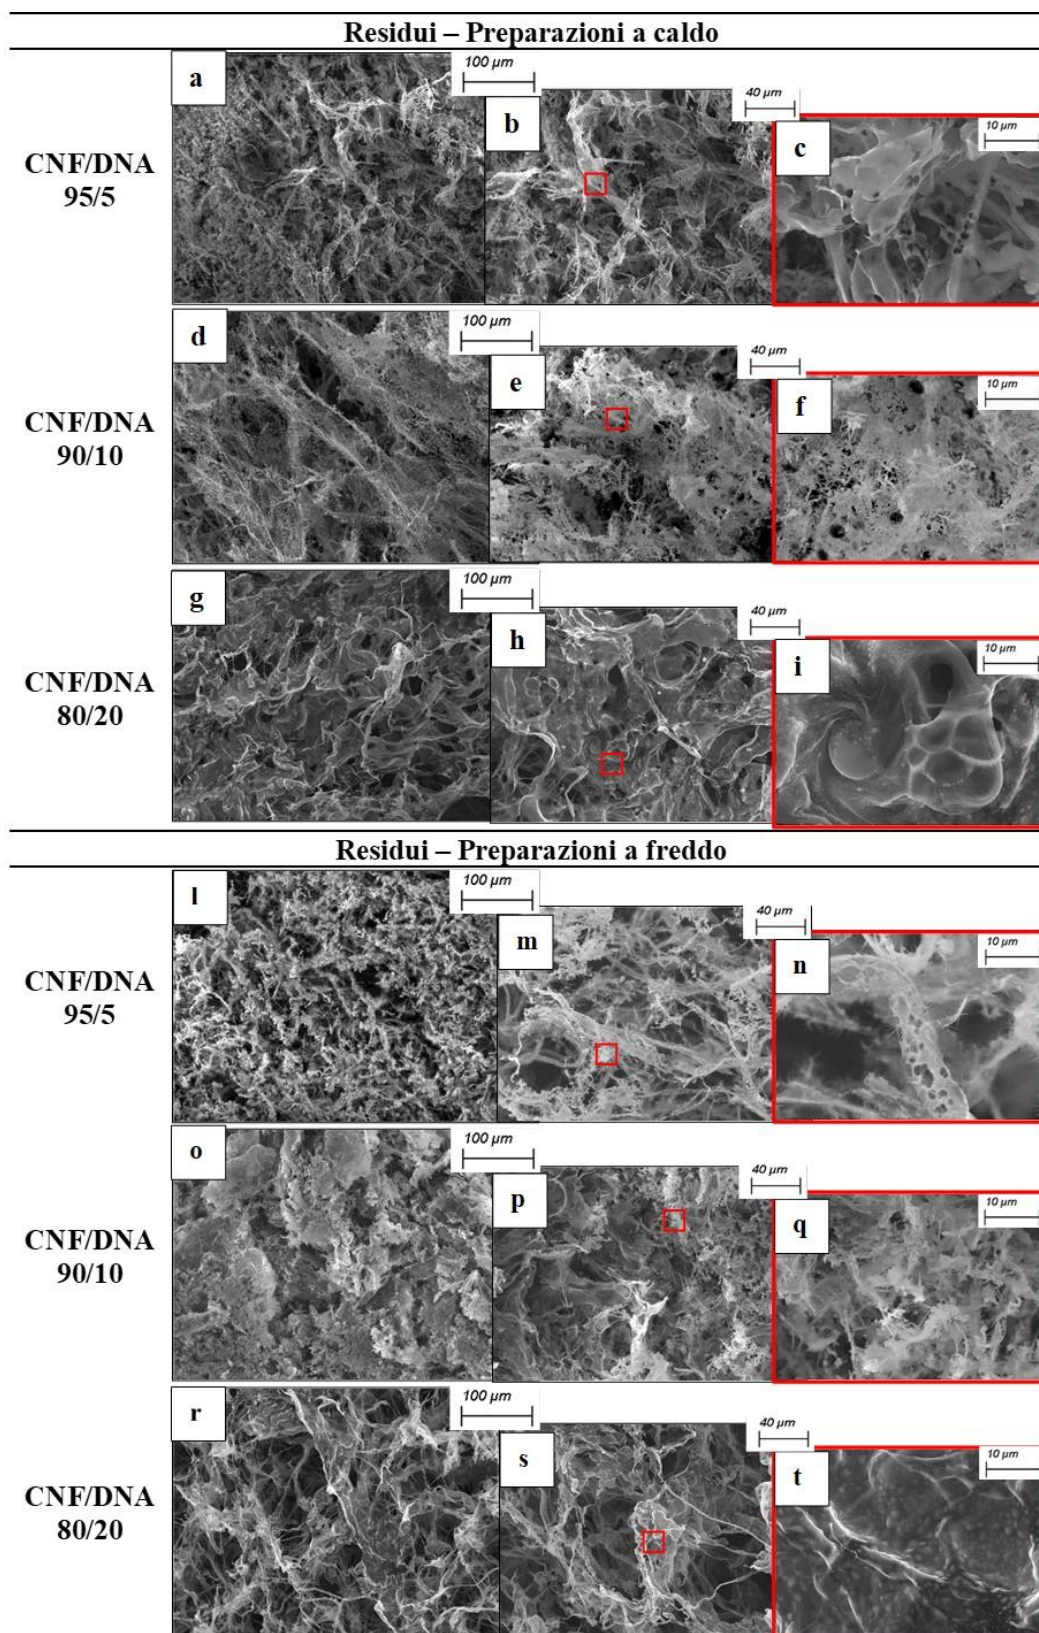 Residui – Preparazioni a caldo
a
100 µm
b
40 µm
c
10 µm
CNF/DNA
95/5
d
100 µm
e
40 µm
f
10 µm
CNF/DNA
90/10
g
100 µm
h
40 µm
i
10 µm
CNF/DNA
80/20
Residui – Preparazioni a freddo
l
100 µm
m
40 µm
n
10 µm
CNF/DNA
95/5
o
100 µm
p
40 µm
q
10 µm
CNF/DNA
90/10
r
100 µm
s
40 µm
t
10 µm
CNF/DNA
80/20